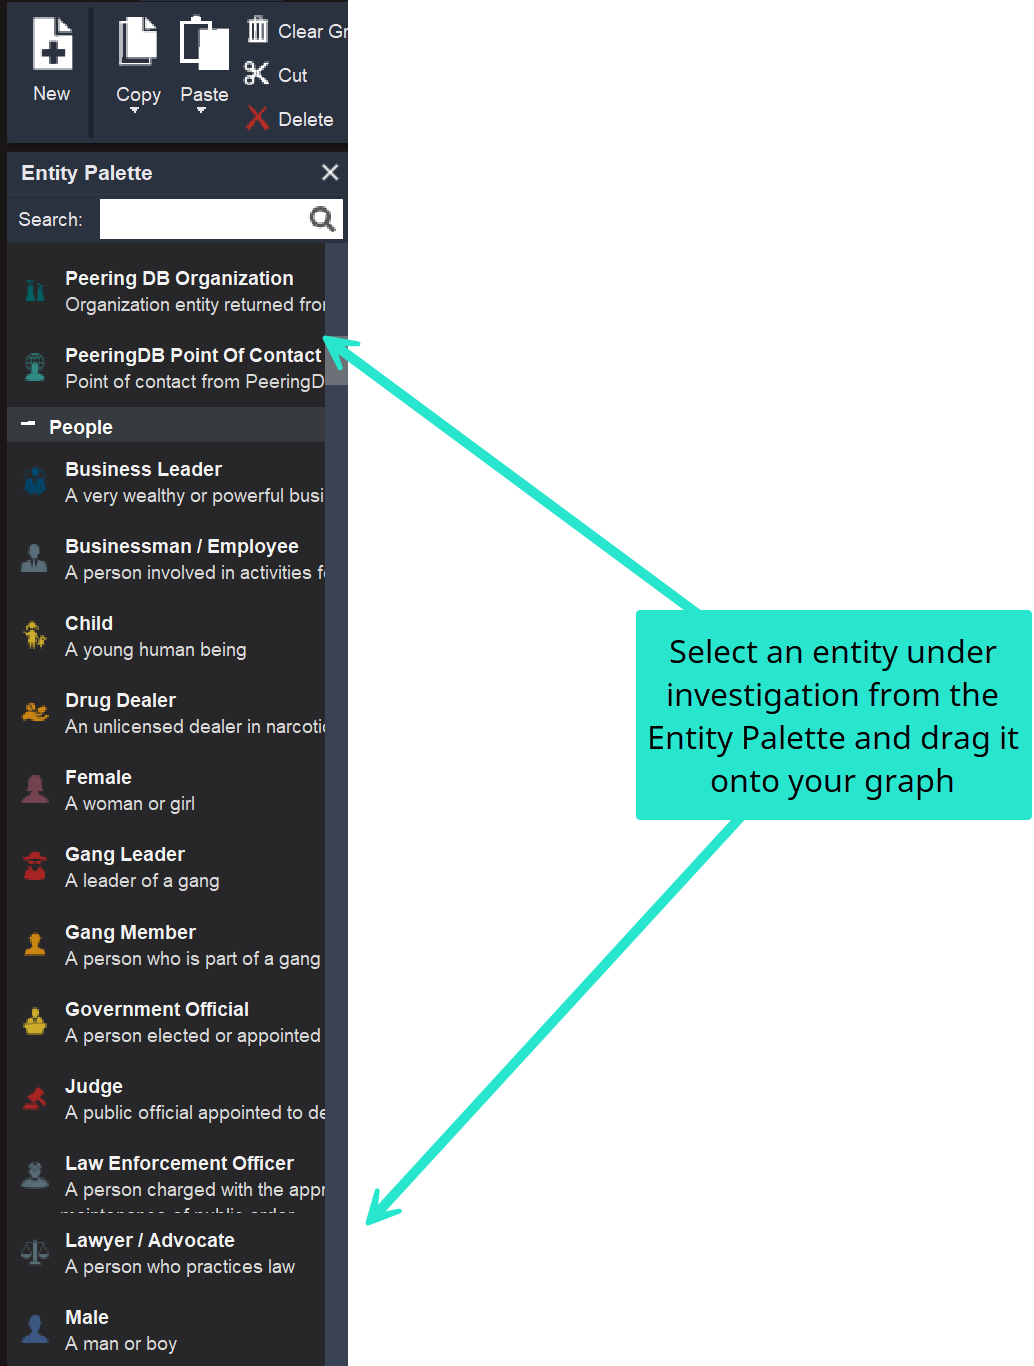 New
Copy
Paste
Clear Gr
Cut
Delete
Entity Palette
Search:
Peering DB Organization
Organization entity returned fro
PeeringDB Point Of Contact
Point of contact from PeeringD
People
Business Leader
A very wealthy or powerful busi
Businessman / Employee
A person involved in activities f
Child
A young human being
Drug Dealer
An unlicensed dealer in narcoti
Female
A woman or girl
Gang Leader
A leader of a gang
Gang Member
A person who is part of a gang
Government Official
A person elected or appointed
Judge
A public official appointed to de
Law Enforcement Officer
A person charged with the appr
maintenance of public order
Lawyer / Advocate
A person who practices law
Male
A man or boy
Select an entity under
investigation from the
Entity Palette and drag it
onto your graph